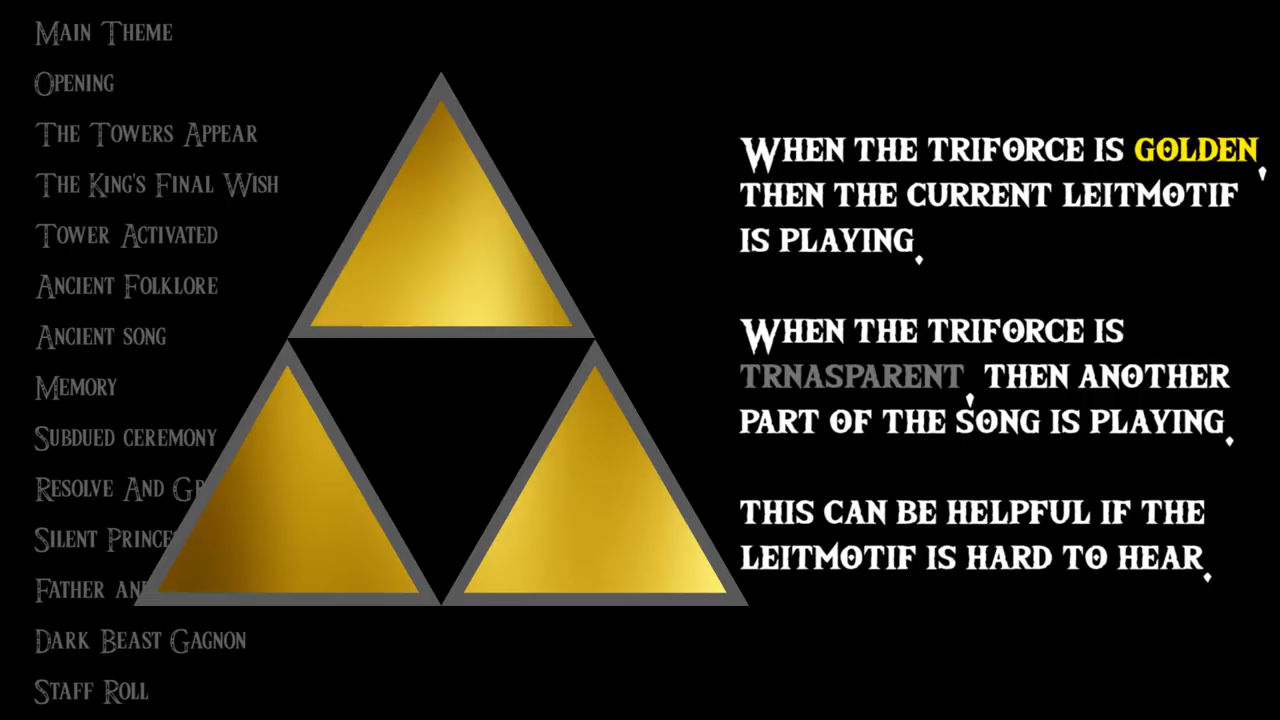 Main Theme
Opening
The Towers Appear
The King's Final Wish
Tower Activated
Ancient Folklore
Ancient song
Memory
Subdued ceremony
Resolve And
Silent
Father
Dark Beast Gagnon
Staff Roll
When the triforce is golden,
then the current leitmotif
is playing.
When the triforce is
trnasparent, then another
part of the song is playing.
this can be helpful if the
leitmotif is hard to hear.